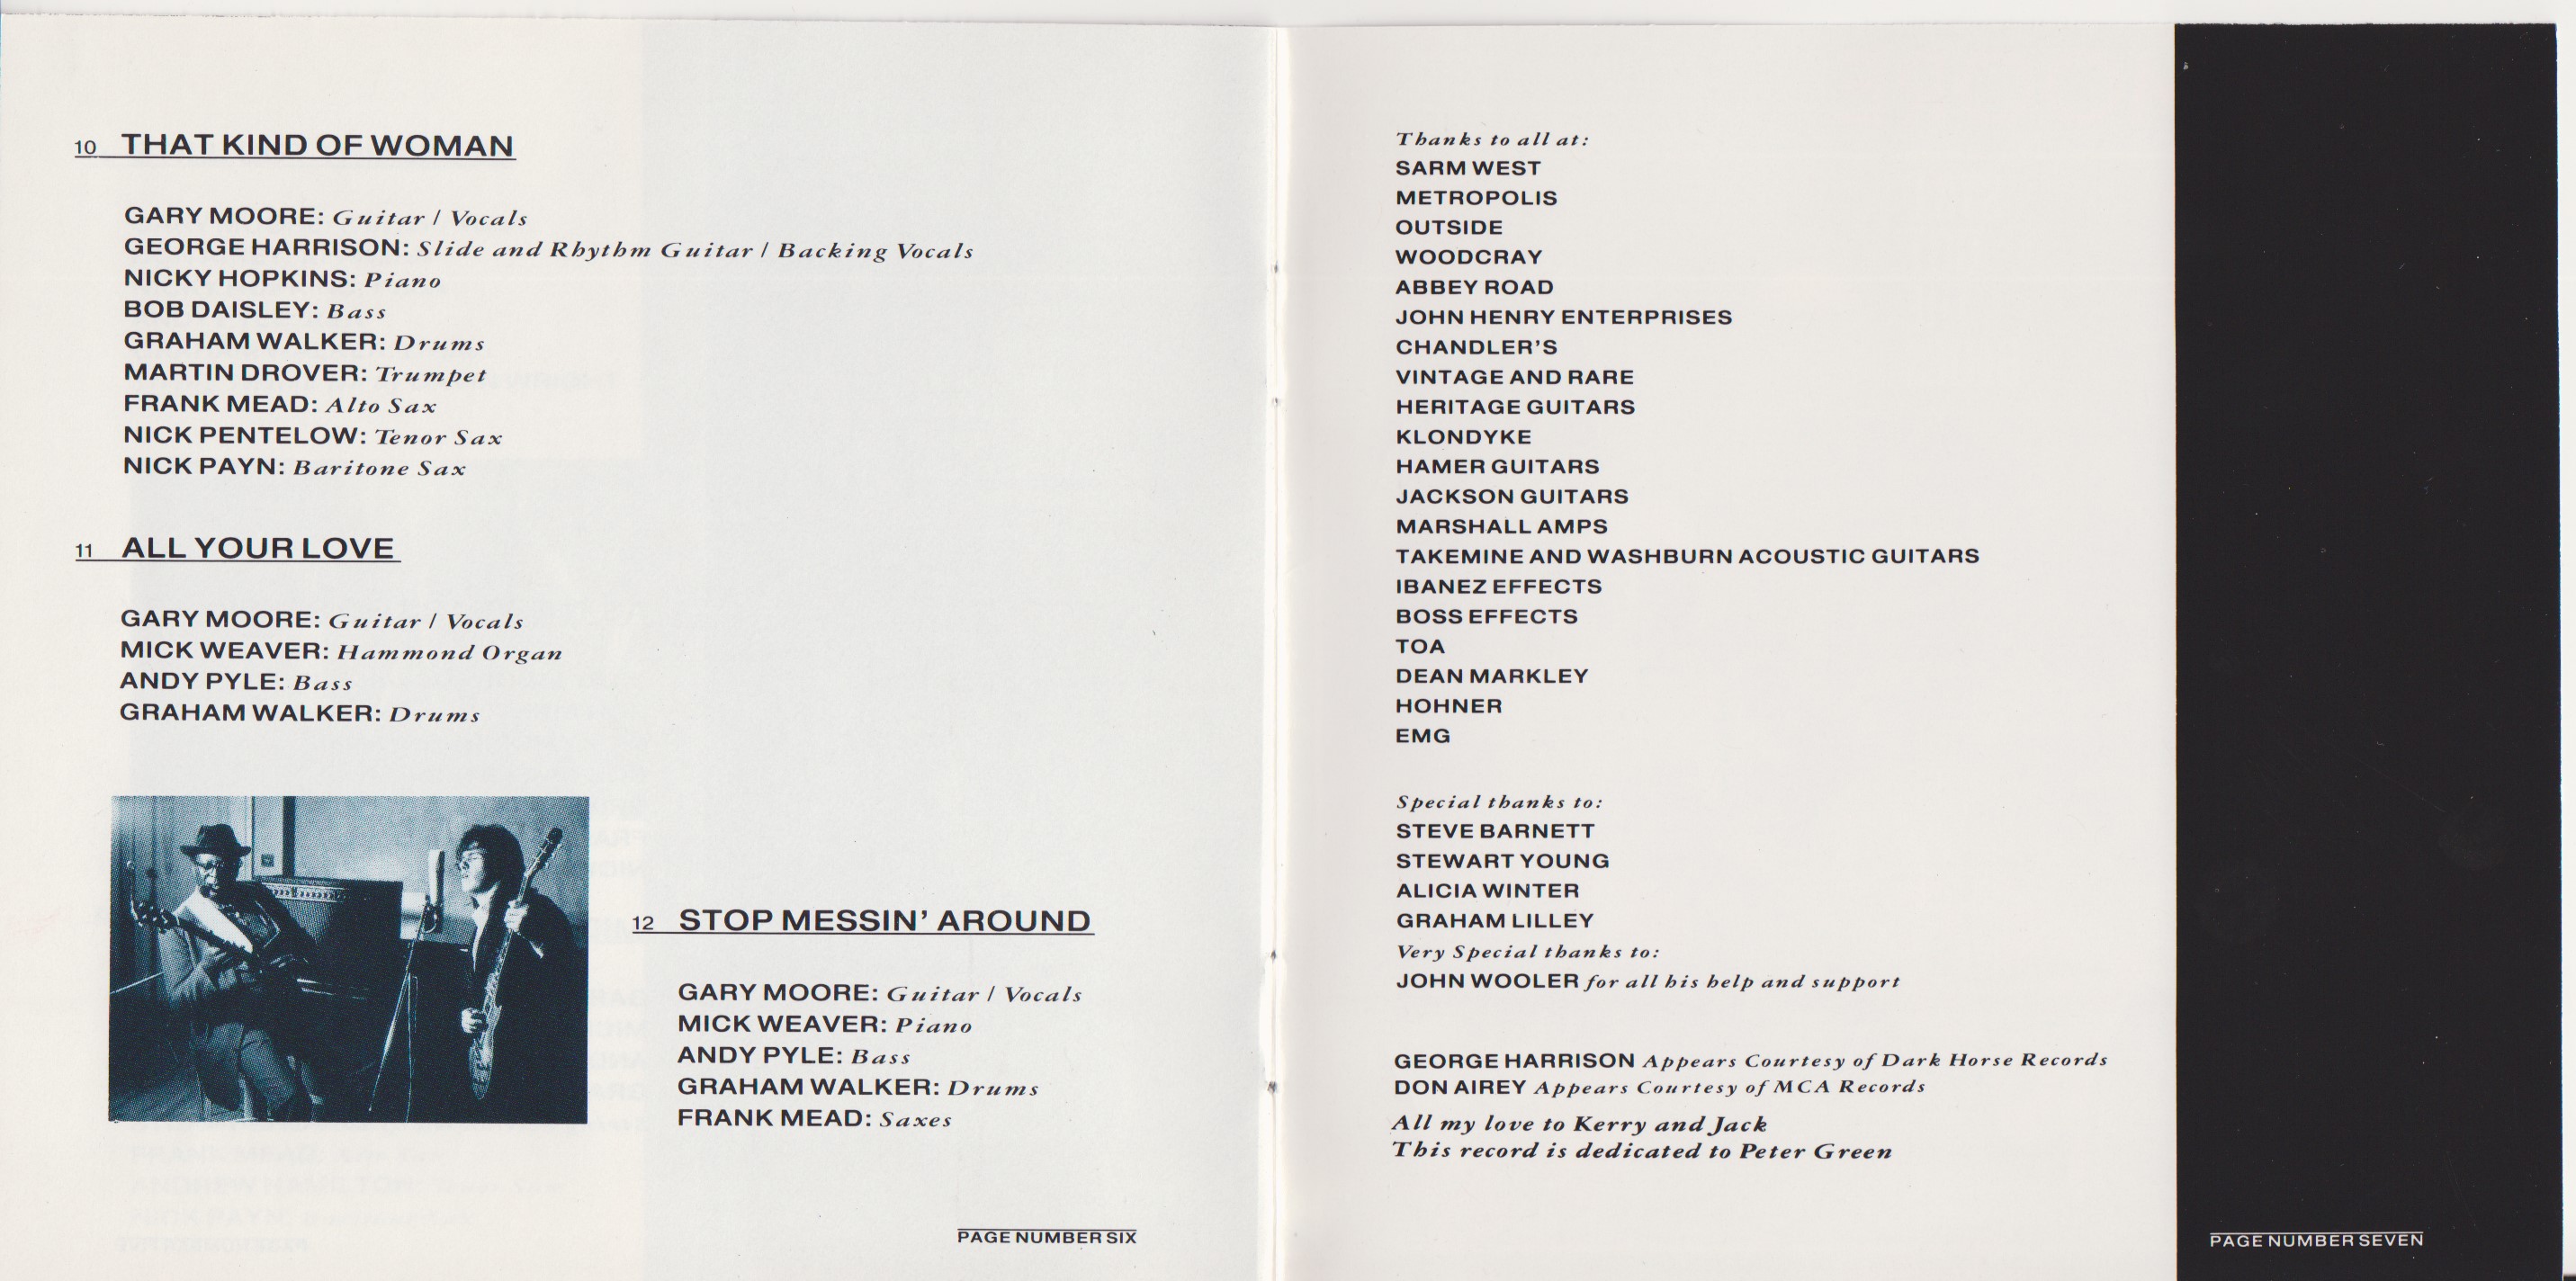 10 THAT KIND OF WOMAN
GARY MOORE: Guitar / Vocals
GEORGE HARRISON: Slide and Rhythm Guitar / Backing Vocals
NICKY HOPKINS: Piano
BOB DAISLEY: Bass
GRAHAM WALKER: Drums
MARTIN DROVER: Trumpet
FRANK MEAD: Alto Sax
NICK PENTELOW: Tenor Sax
NICK PAYN: Baritone Sax
11 ALL YOUR LOVE
GARY MOORE: Guitar / Vocals
MICK WEAVER: Hammond Organ
ANDY PYLE: Bass
GRAHAM WALKER: Drums
12 STOP MESSIN' AROUND
GARY MOORE: Guitar / Vocals
MICK WEAVER: Piano
ANDY PYLE: Bass
GRAHAM WALKER: Drums
FRANK MEAD: Saxes
PAGE NUMBER SIX
Thanks to all at:
SARM WEST
METROPOLIS
OUTSIDE
WOODCRAY
ABBEY ROAD
JOHN HENRY ENTERPRISES
CHANDLER'S
VINTAGE AND RARE
HERITAGE GUITARS
KLONDYKE
HAMER GUITARS
JACKSON GUITARS
MARSHALL AMPS
TAKEMINE AND WASHBURN ACOUSTIC GUITARS
IBANEZ EFFECTS
BOSS EFFECTS
TOA
DEAN MARKLEY
HOHNER
EMG
Special thanks to:
STEVE BARNETT
STEWART YOUNG
ALICIA WINTER
GRAHAM LILLEY
Very Special thanks to:
JOHN WOOLER for all his help and support
GEORGE HARRISON Appears Courtesy of Dark Horse Records
DON AIREY Appears Courtesy of MCA Records
All my love to Kerry and Jack
This record is dedicated to Peter Green
PAGE NUMBER SEVEN